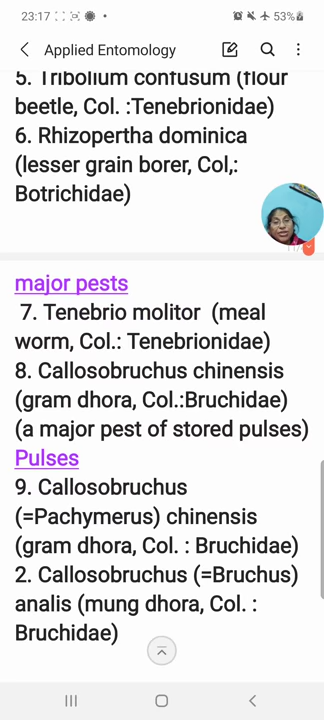 23:17
53%
Applied Entomology
5. Tribolium confusum (flour
beetle, Col. :Tenebrionidae)
6. Rhizopertha dominica
(lesser grain borer, Col,:
Botrichidae)
major pests
7. Tenebrio molitor (meal
worm, Col.: Tenebrionidae)
8. Callosobruchus chinensis
(gram dhora, Col.:Bruchidae)
(a major pest of stored pulses)
Pulses
9. Callosobruchus
(=Pachymerus) chinensis
(gram dhora, Col. : Bruchidae)
2. Callosobruchus (=Bruchus)
analis (mung dhora, Col. :
Bruchidae)